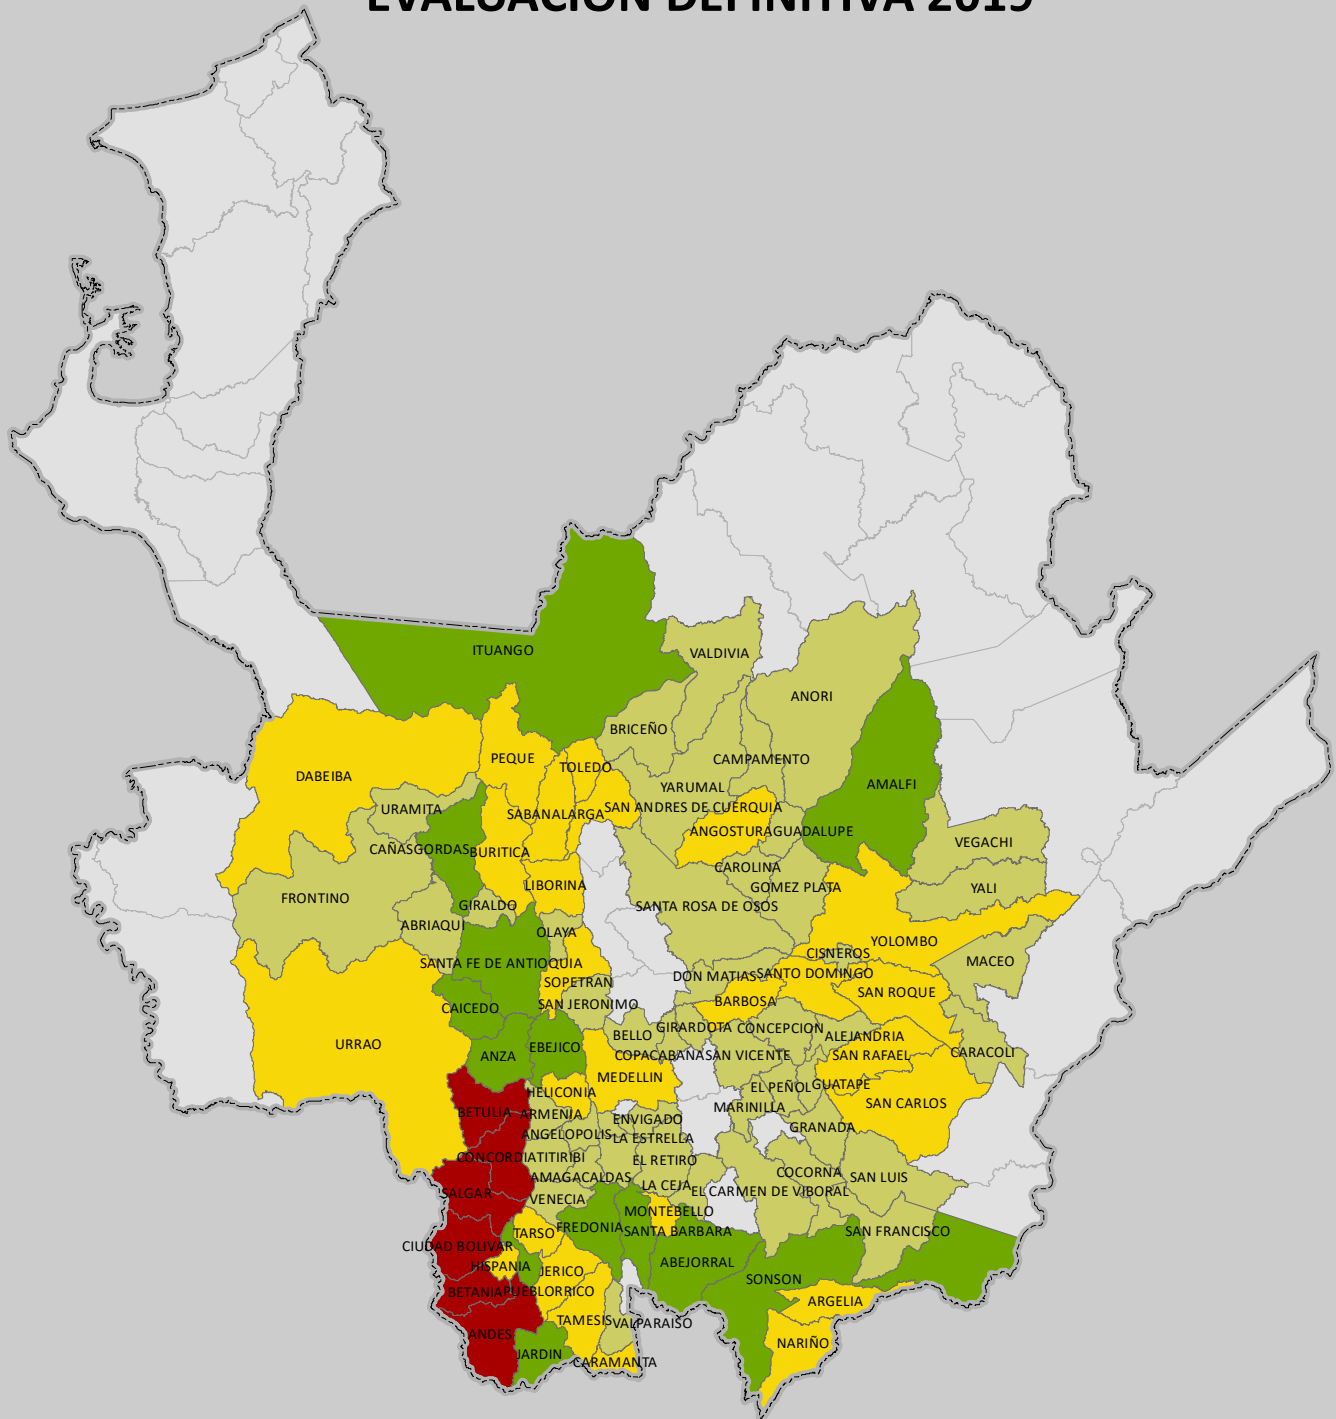 EVALUACIÓN DEFINITIVA 2019
ITUANGO
VALDIVIA
ANORI
BRICEÑO
PEQUE
CAMPAMENTO
TOLEDO
DABEIBA
AMALFI
YARUMAL
URAMITA
SAN ANDRES DE CUERQUIA
SABANALARGA
ANGOSTURA
GUADALUPE
VEGACHI
CAÑASGORDAS
BURITICA
CAROLINA
LIBORINA
GOMEZ PLATA
YALI
FRONTINO
GIRALDO
SANTA ROSA DE OSOS
ABRIAQUI
OLAYA
YOLOMBO
CISNEROS
SANTA FE DE ANTIOQUIA
MACEO
DON MATIAS
SANTO DOMINGO
SOPETRAN
SAN ROQUE
BARBOSA
SAN JERONIMO
CAICEDO
GIRARDOTA
CONCEPCION
BELLO
ALEJANDRIA
URRAO
EBEJICO
CARACOLI
ANZA
COPACABANA
SAN VICENTE
SAN RAFAEL
MEDELLIN
GUATAPE
EL PEÑOL
HELICONIA
SAN CARLOS
MARINILLA
BETULIA
ARMENIA
ENVIGADO
GRANADA
ANGELOPOLIS
LA ESTRELLA
CONCORDIA
TITIRIBI
EL RETIRO
COCORNA
AMAGA
CALDAS
SAN LUIS
LA CEJA
EL CARMEN DE VIBORAL
SALGAR
VENECIA
MONTEBELLO
FREDONIA
SANTA BARBARA
SAN FRANCISCO
TARSO
CIUDAD BOLIVAR
ABEJORRAL
HISPANIA
JERICO
SONSON
BETANIA
PUEBLORRICO
ARGELIA
TAMESIS
VALPARAISO
ANDES
NARIÑO
JARDIN
CARAMANTA